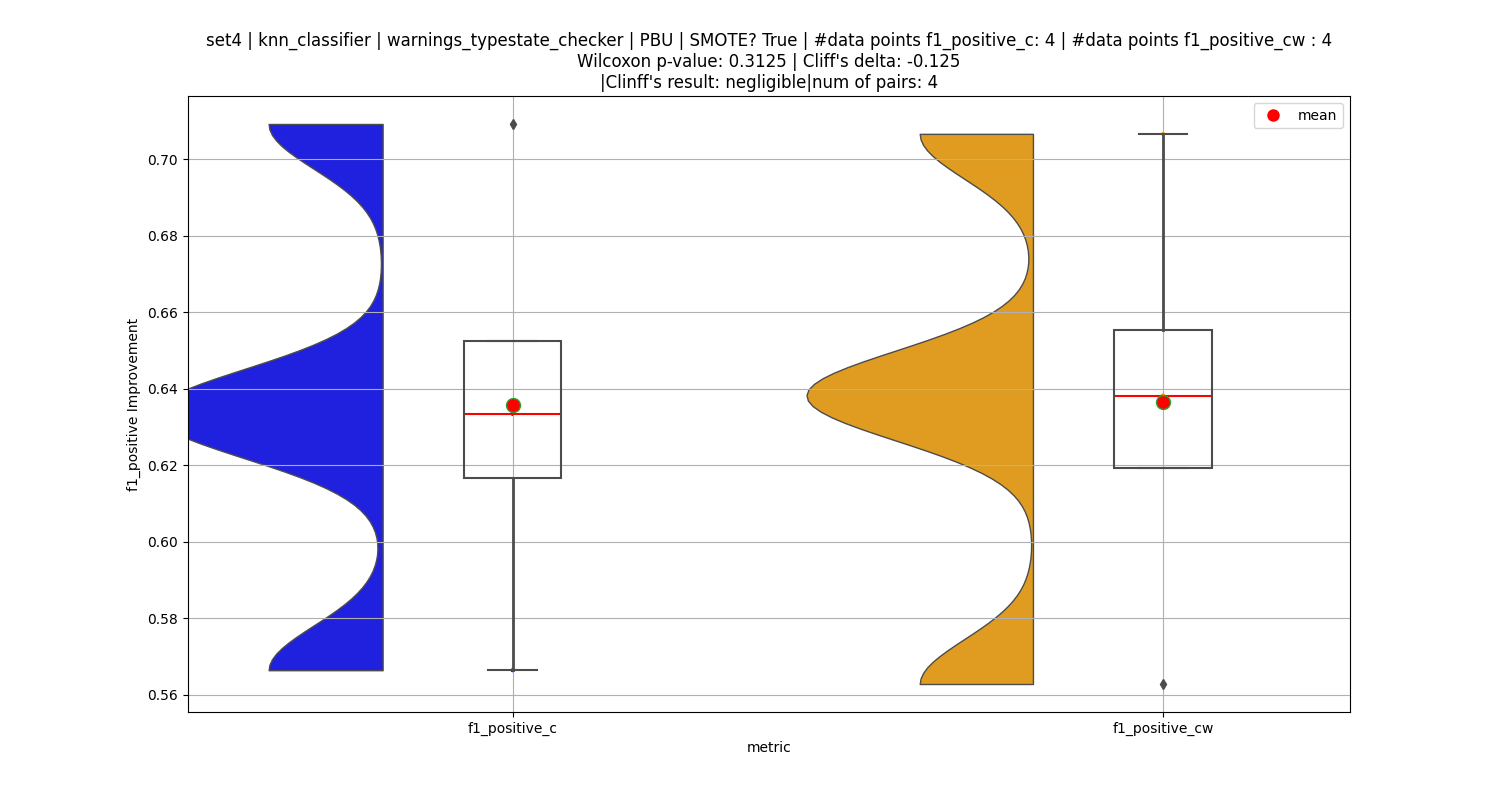 set4 | knn_classifier | warnings_typestate_checker | PBU | SMOTE? True | #data points f1_positive_c: 4 | #data points f1_positive_cw : 4
Wilcoxon p-value: 0.3125 | Cliff's delta: -0.125
|Clinff's result: negligible|num of pairs: 4
mean
0.70
0.68
0.66
0.64
0.62
0.60
0.58
0.56
f1_positive Improvement
f1_positive_c
f1_positive_cw
metric